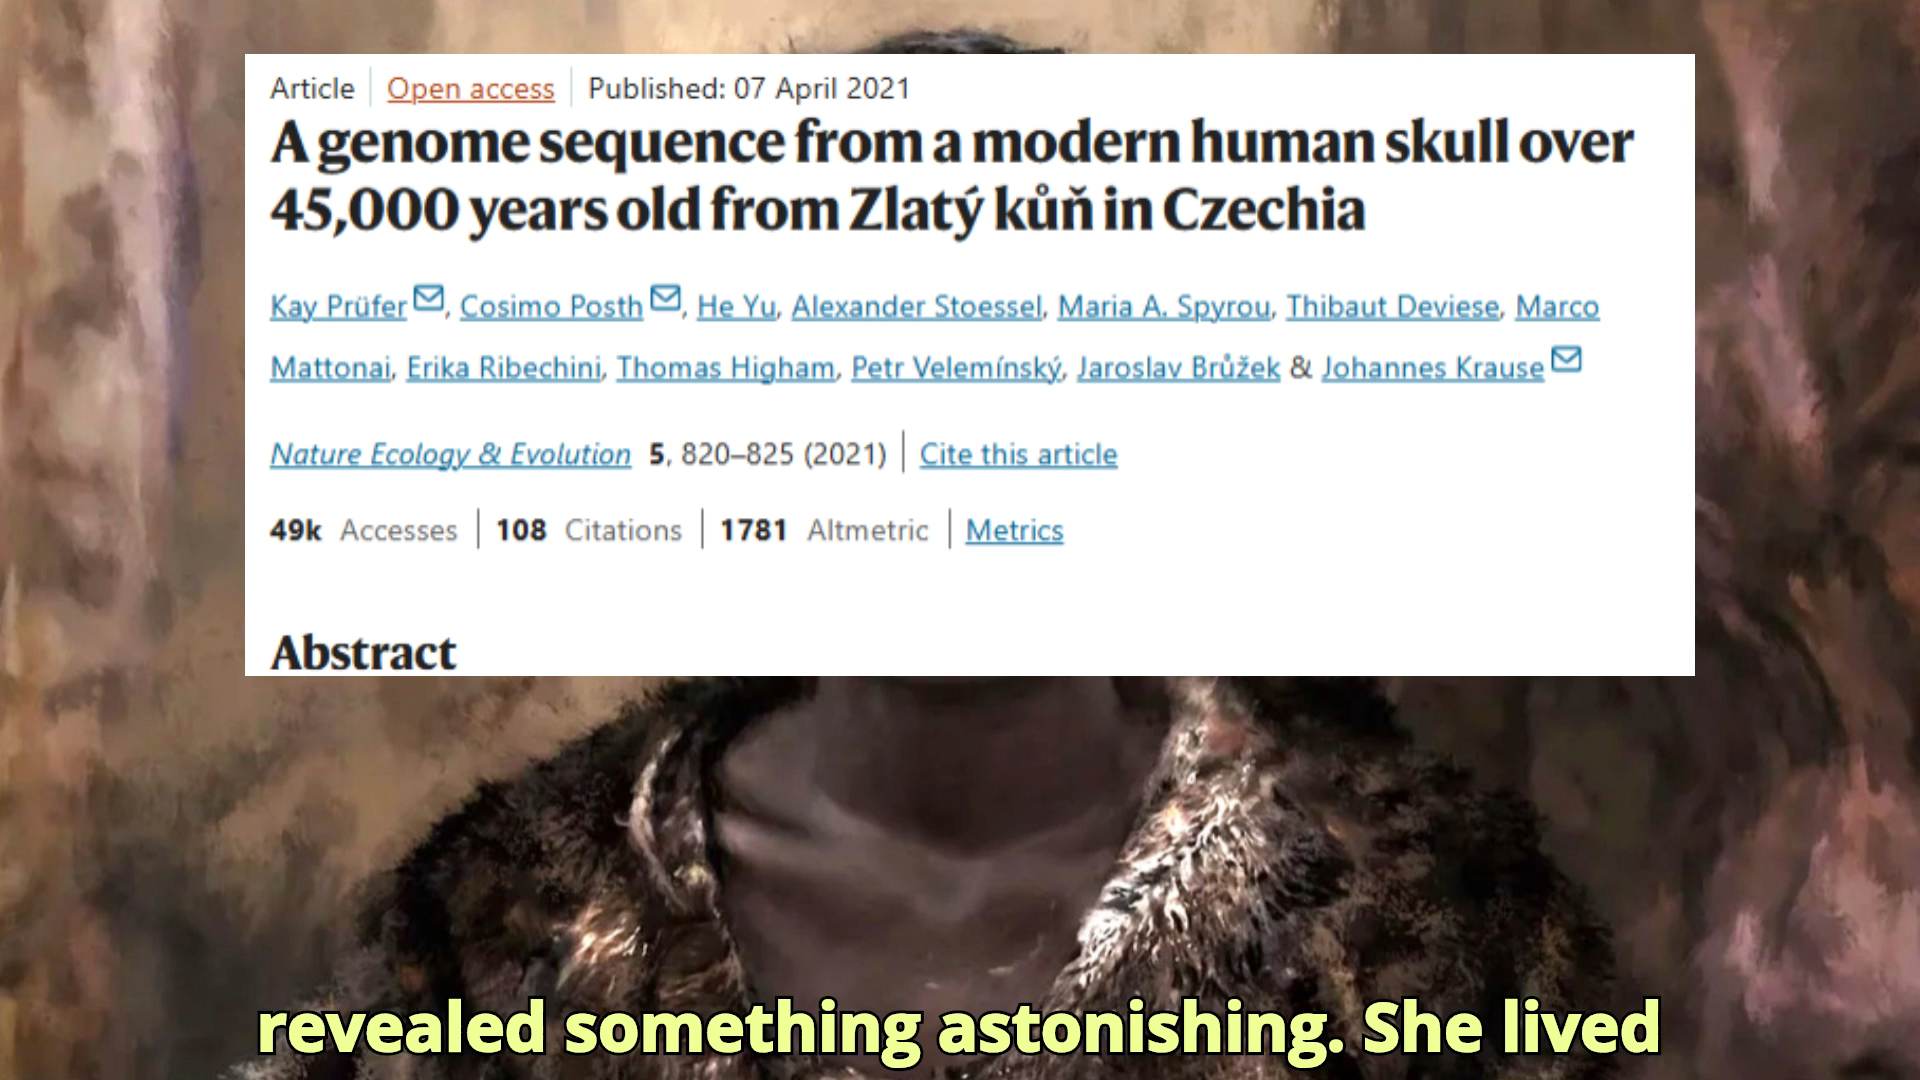 Article Open access Published: 07 April 2021
A genome sequence from a modern human skull over
45,000 years old from Zlatý kůň in Czechia
Kay Prüfer, Cosimo Posth, He Yu, Alexander Stoessel, Maria A. Spyrou, Thibaut Deviese, Marco
Mattonai, Erika Ribechini, Thomas Higham, Petr Velemínský, Jaroslav Brůžek & Johannes Krause
Nature Ecology & Evolution 5, 820–825 (2021) Cite this article
49k Accesses 108 Citations 1781 Altmetric Metrics
Abstract
revealed something astonishing. She lived